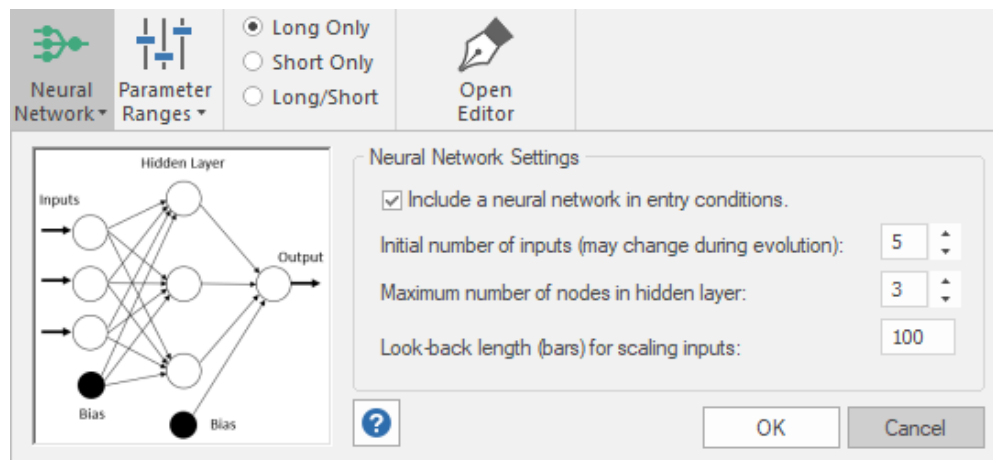 Neural
Network
Parameter
Ranges
Long Only
Short Only
Long/Short
Open
Editor
Hidden Layer
Inputs
Output
Bias
Bias
Neural Network Settings
Include a neural network in entry conditions.
Initial number of inputs (may change during evolution): 5
Maximum number of nodes in hidden layer: 3
Look-back length (bars) for scaling inputs: 100
?
OK
Cancel